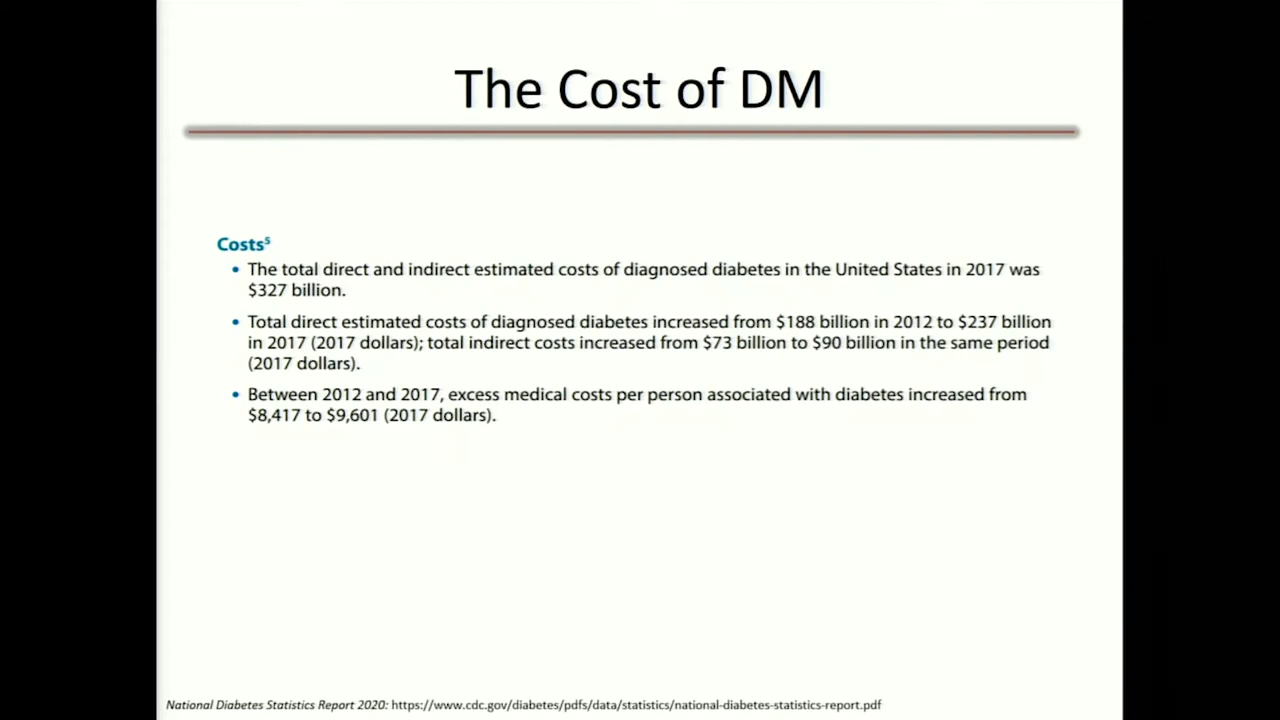 The Cost of DM
Costs⁵
• The total direct and indirect estimated costs of diagnosed diabetes in the United States in 2017 was
$327 billion.
• Total direct estimated costs of diagnosed diabetes increased from $188 billion in 2012 to $237 billion
in 2017 (2017 dollars); total indirect costs increased from $73 billion to $90 billion in the same period
(2017 dollars).
• Between 2012 and 2017, excess medical costs per person associated with diabetes increased from
$8,417 to $9,601 (2017 dollars).
National Diabetes Statistics Report 2020: https://www.cdc.gov/diabetes/pdfs/data/statistics/national-diabetes-statistics-report.pdf